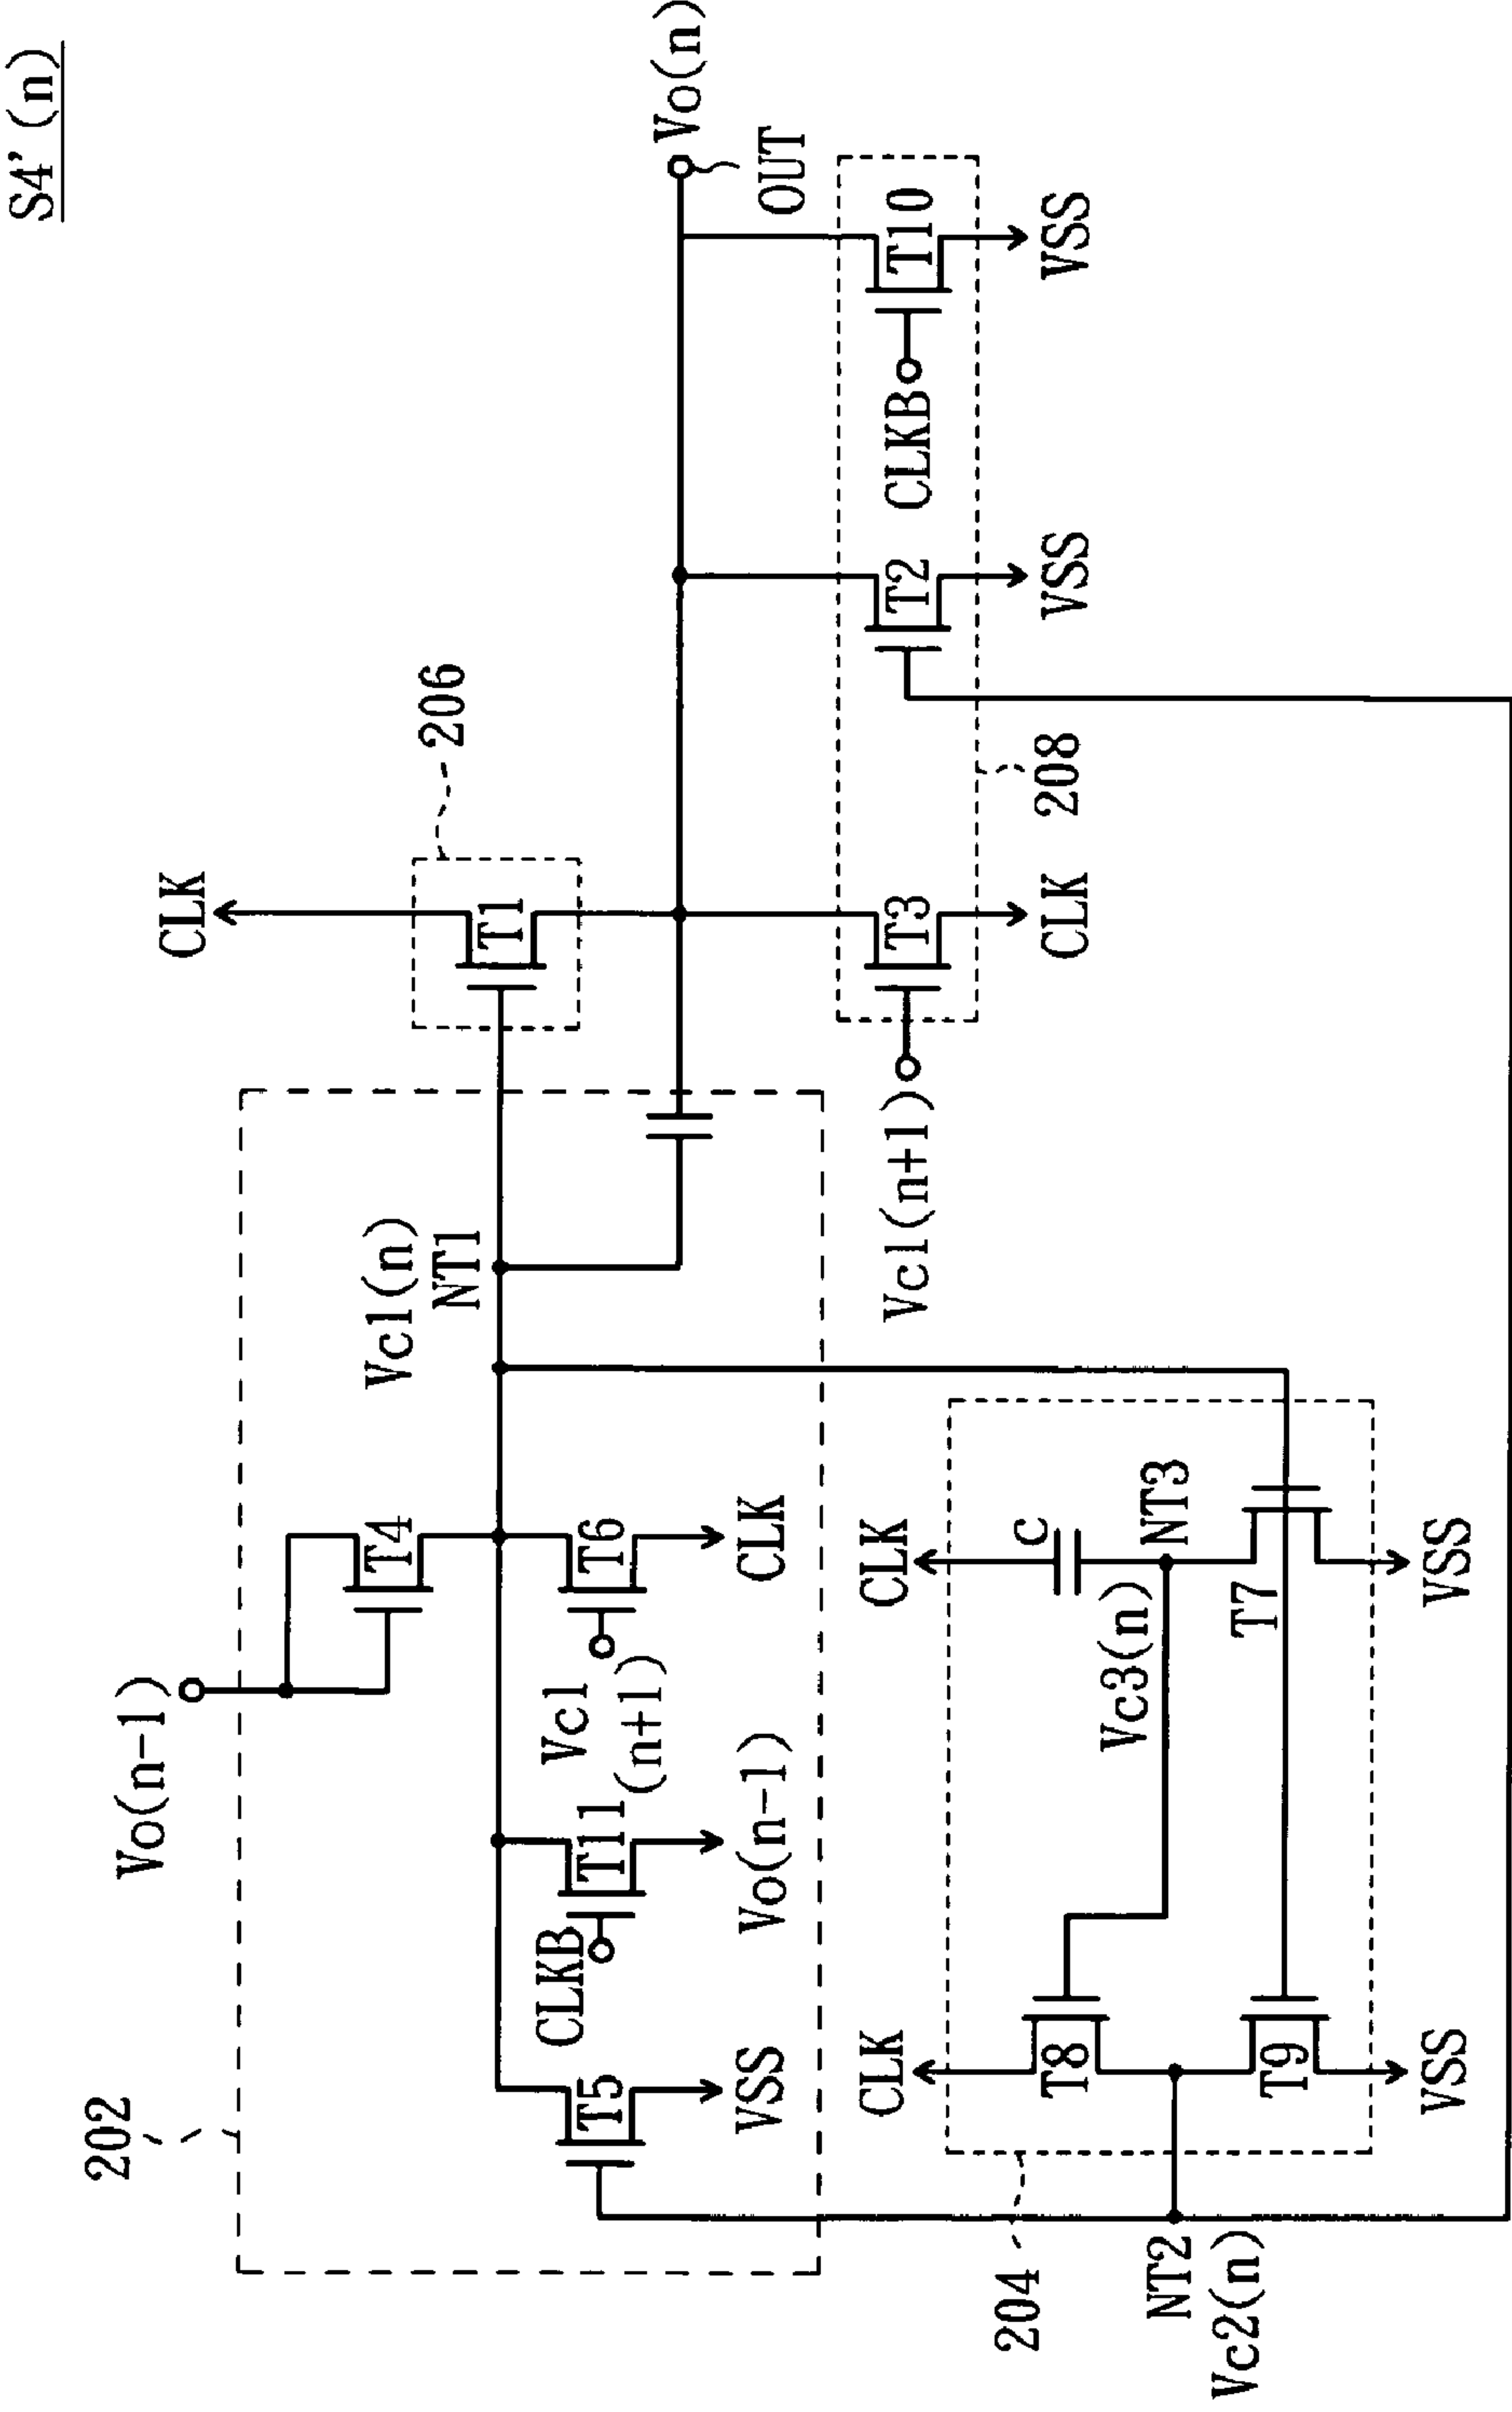 S4'(n)
202
Vo(n-1)
T4
Vc1(n)
NT1
CLK
206
T1
Vo(n)
OUT
T5
VSS
CLKB
T11
Vo(n-1)
Vc1
(n+1)
T6
CLK
Vc1(n+1)
T3
CLK
208
T2
VSS
CLKB
T10
VSS
204
NT2
Vc2(n)
CLK
T8
T9
VSS
Vc3(n)
CLK
C
NT3
T7
VSS